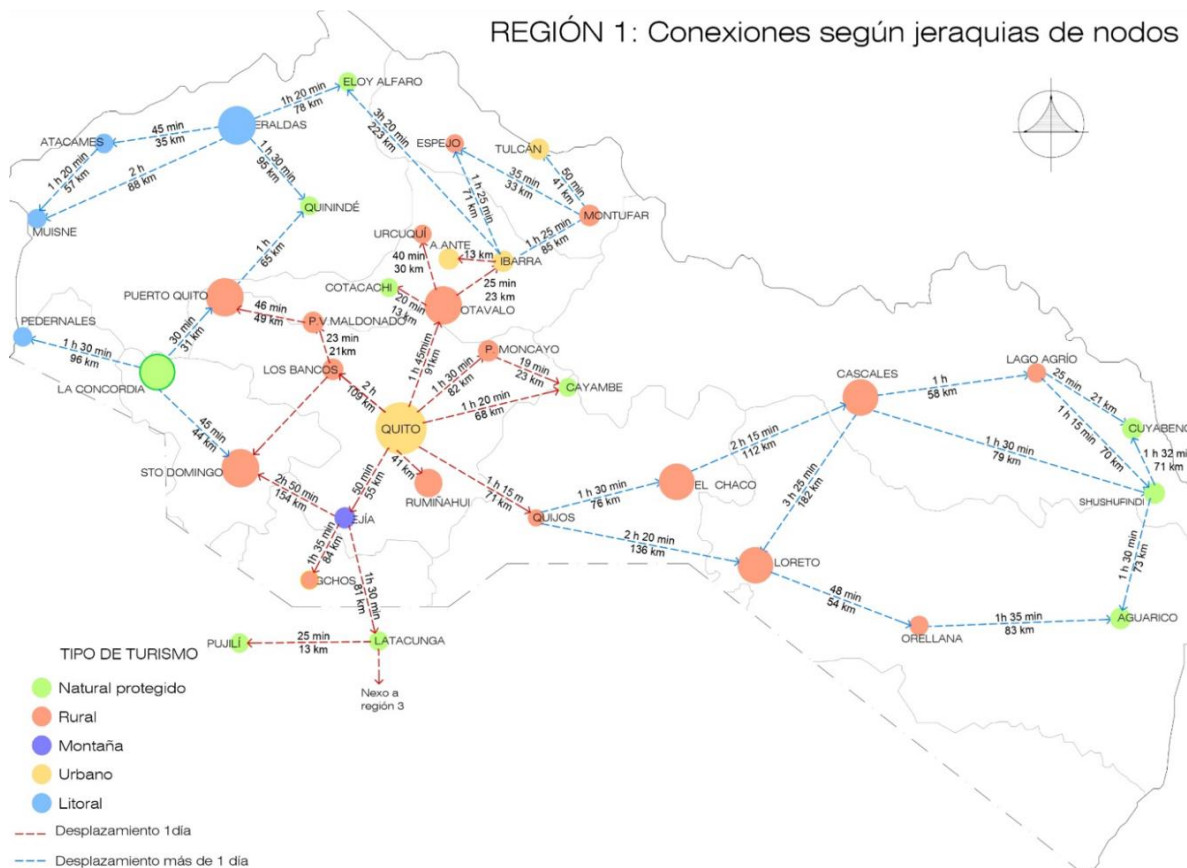 REGIÓN 1: Conexiones según jeraquias de nodos
ELOY ALFARO
1h 20 min
78 km
ERALDAS
45 min
35 km
ATACAMES
3h 20 min
223 km
ESPEJO
TULCÁN
1 h 20 min
57 km
2 h
88 km
1 h 30 min
95 km
35 min
33 km
50 min
41 km
1 h 25 min
71 km
QUININDÉ
MONTUFAR
MUISNE
URCUQUÍ
A.ANTE
13 km
IBARRA
1 h 25 min
85 km
1 h
65 km
40 min
30 km
25 min
23 km
COTACACHI
20 min
13 km
OTAVALO
PUERTO QUITO
46 min
49 km
P.V.MALDONADO
PEDERNALES
30 min
31 km
23 min
21km
1 h 30 min
96 km
LOS BANCOS
1 h 45mim
91km
P. MONCAYO
19 min
23 km
CAYAMBE
LA CONCORDIA
2 h
109 km
1 h 30 min
82 km
1 h 20 min
68 km
LAGO AGRÍO
CASCALES
1 h
58 km
25 min
21 km
CUYABENO
QUITO
45 min
44 km
41 km
RUMIÑAHUI
STO DOMINGO
2h 50 min
154 km
50 min
55 km
1 h 15 m
71 km
2 h 15 min
112 km
1 h 30 min
79 km
1 h 15 min
70 km
1 h 32 min
71 km
SHUSHUFINDI
EL CHACO
1 h 30 min
76 km
3 h 25 min
182 km
QUIJOS
EJÍA
2 h 20 min
136 km
1h 35 min
84 km
LORETO
1 h 30 min
73 km
GCHOS
1h 30 min
81 km
48 min
54 km
ORELLANA
1h 35 min
83 km
AGUARICO
PUJILÍ
25 min
13 km
LATACUNGA
Nexo a
región 3
TIPO DE TURISMO
Natural protegido
Rural
Montaña
Urbano
Litoral
Desplazamiento 1día
Desplazamiento más de 1 día